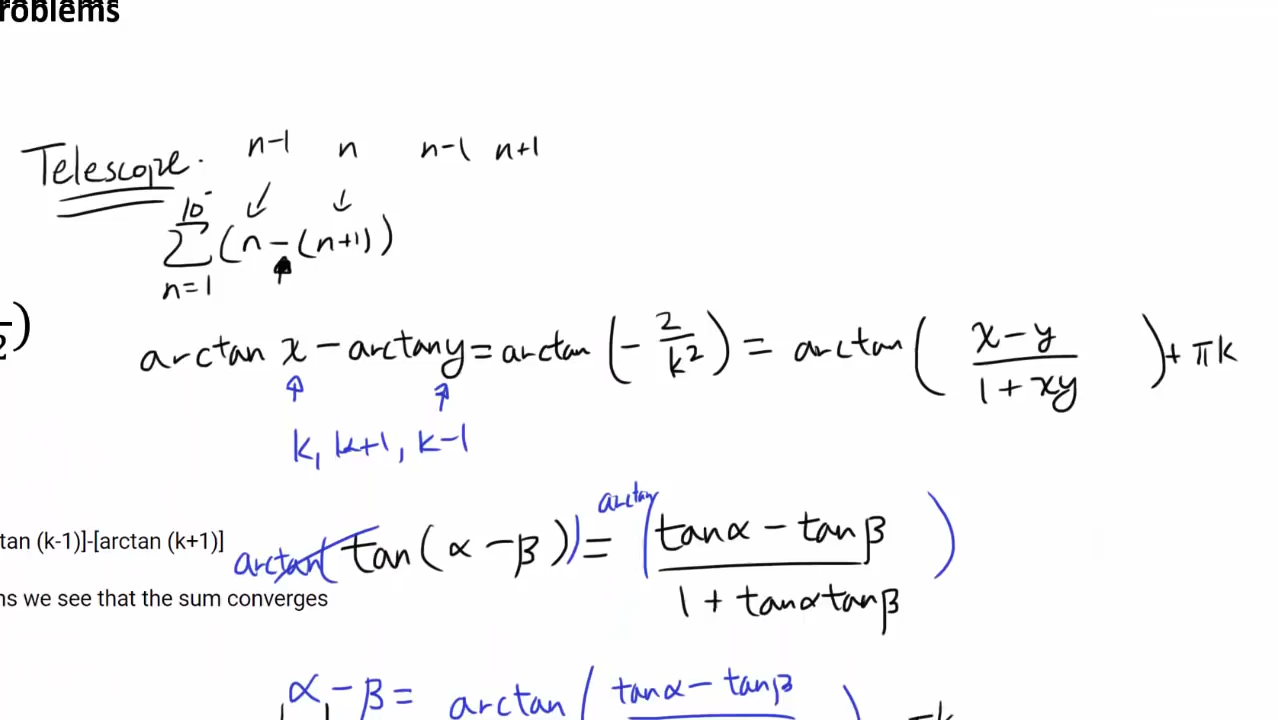 roblems
n-1 n n-1 n+1
Telescope.
10
∑ (n - (n+1))
n=1
2)
arctan x - arctan y = arctan (- 2/k²) = arctan ( (x-y)/(1+xy) ) + πk
k, k+1, k-1
tan (k-1)]-[arctan (k+1)]
arctan( tan(α-β)) = arctan ( (tanα - tanβ)/(1 + tanα tanβ) )
ns we see that the sum converges
α - β = arctan ( tanα - tanβ )